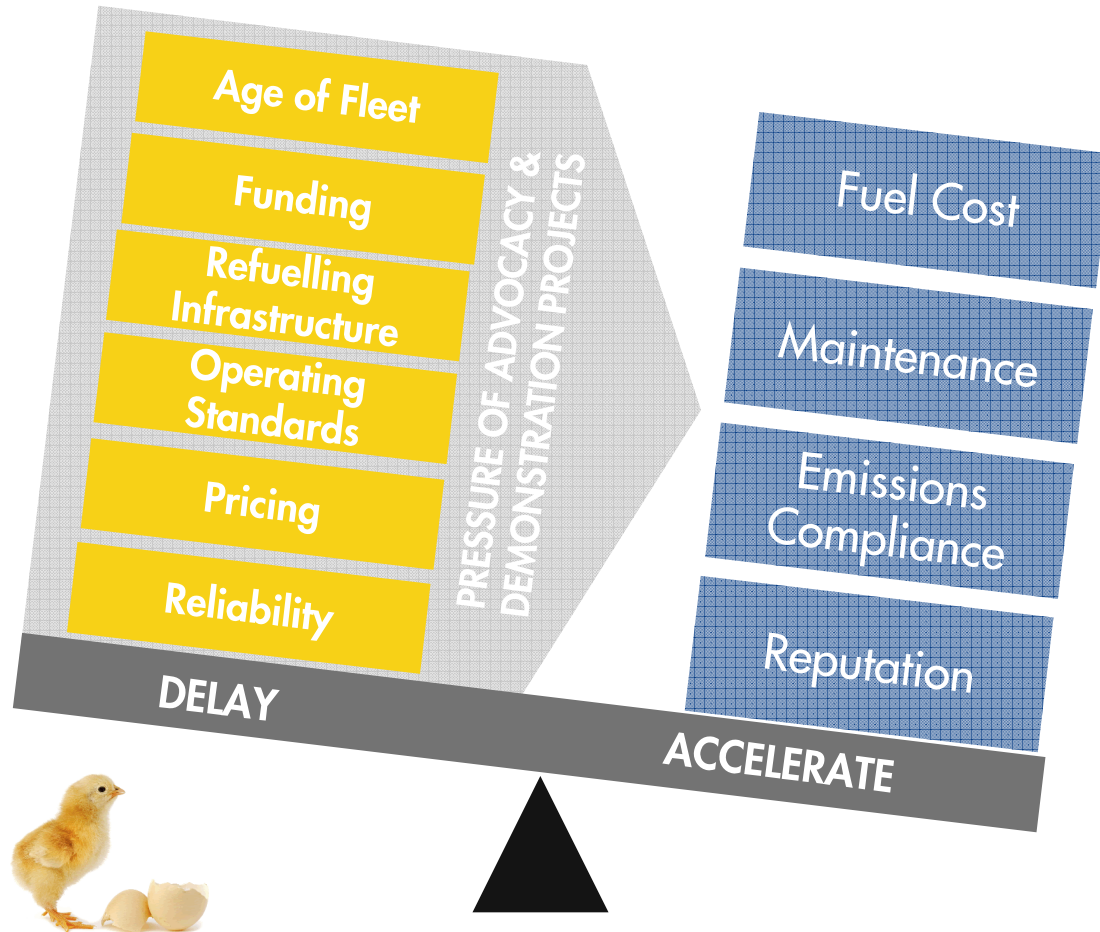 Age of Fleet
Funding
Refuelling
Infrastructure
Operating
Standards
Pricing
Reliability
PRESSURE OF ADVOCACY &
DEMONSTRATION PROJECTS
DELAY
Fuel Cost
Maintenance
Emissions
Compliance
Reputation
ACCELERATE